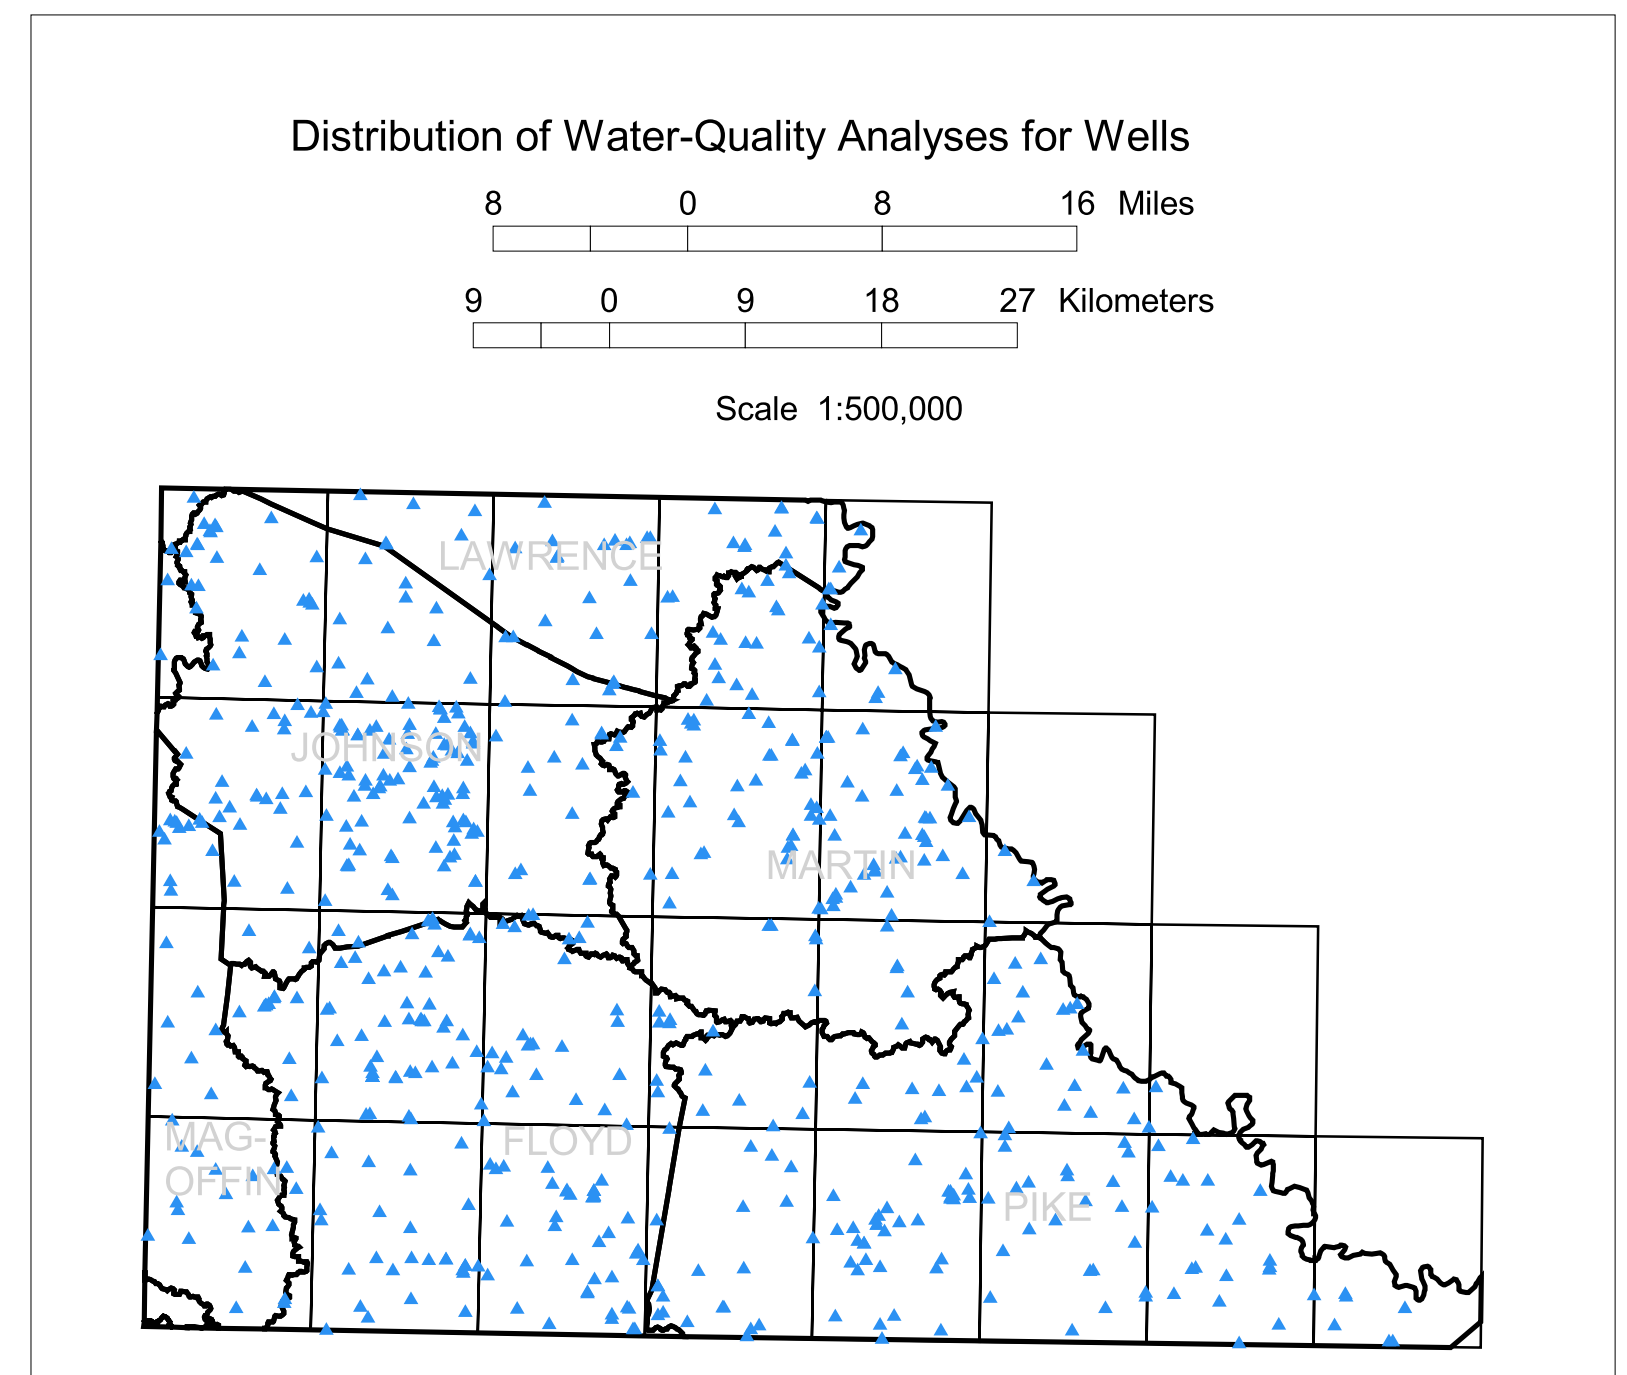 Distribution of Water-Quality Analyses for Wells
8 0 8 16 Miles
9 0 9 18 27 Kilometers
Scale 1:500,000
LAWRENCE
JOHNSON
MARTIN
MAG-
OFFIN
FLOYD
PIKE